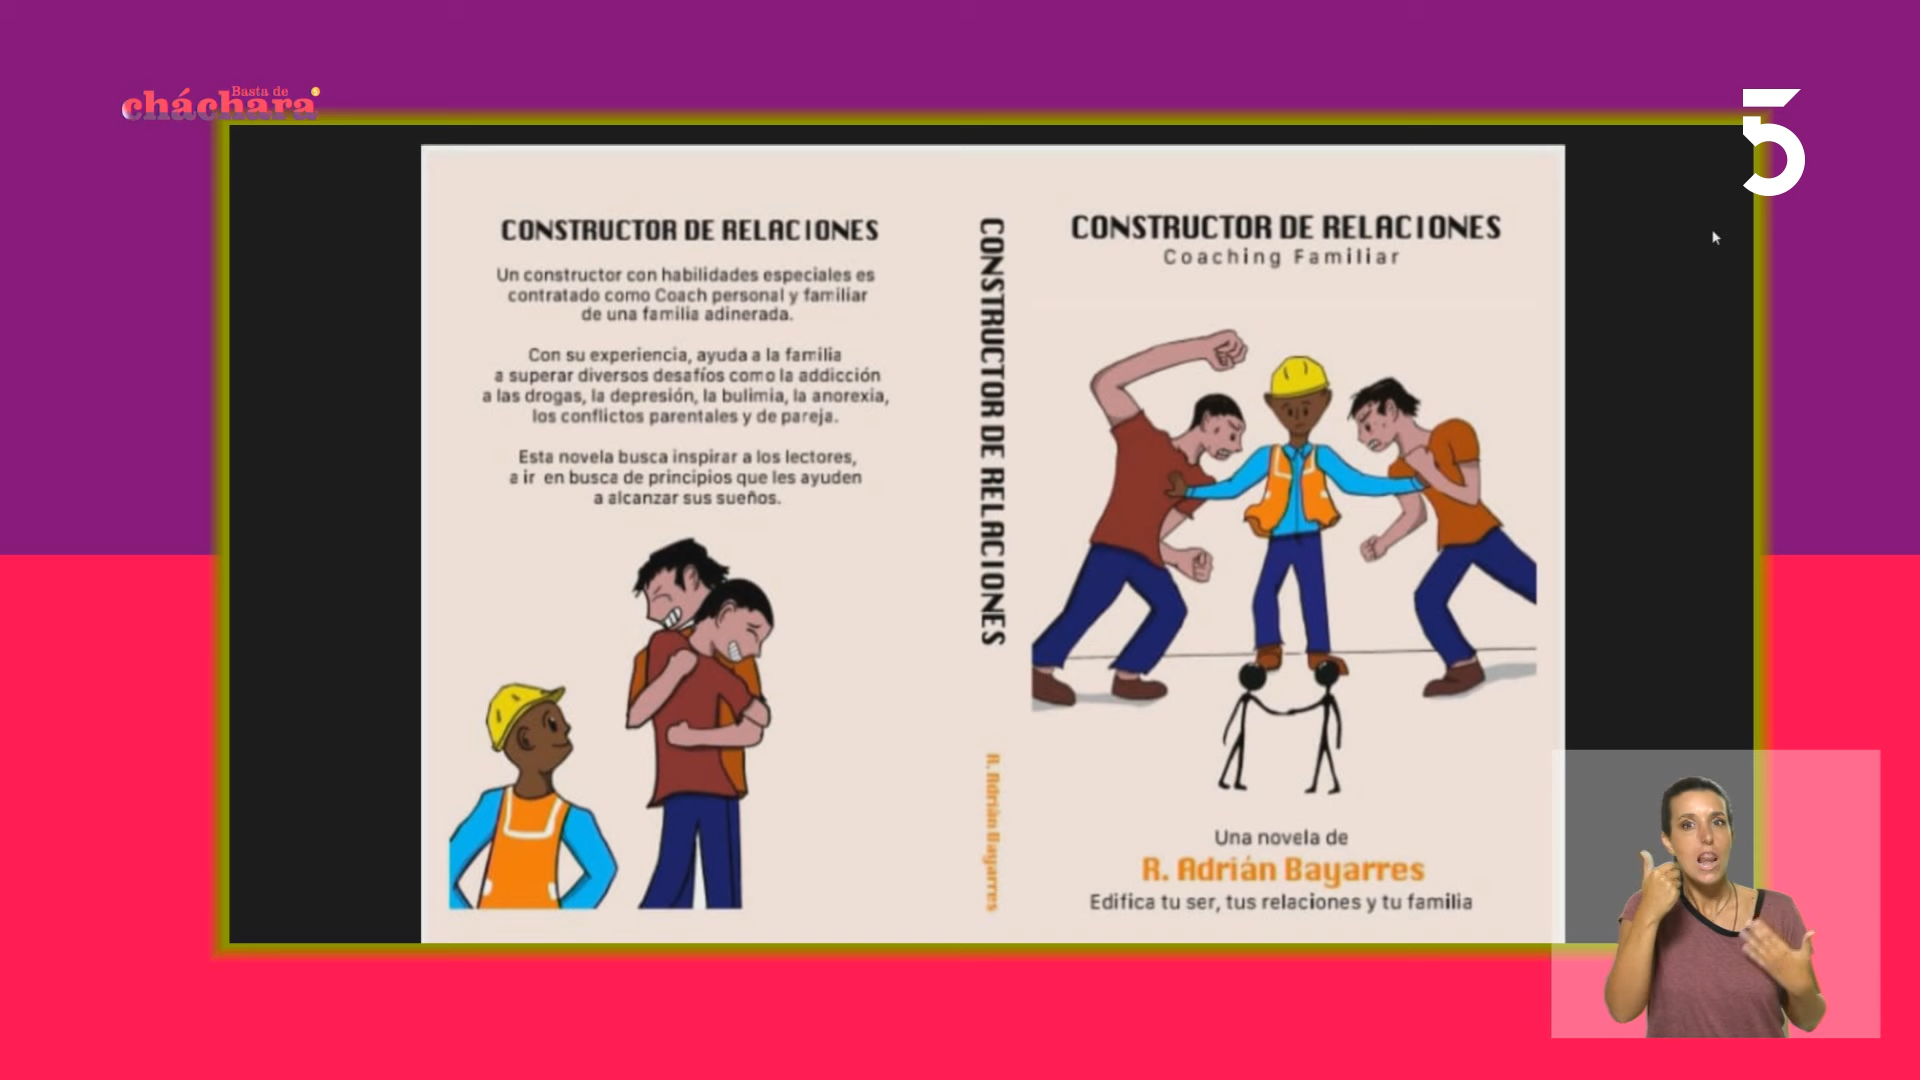 Basta de
cháchara
5
CONSTRUCTOR DE RELACIONES
Un constructor con habilidades especiales es
contratado como Coach personal y familiar
de una familia adinerada.
Con su experiencia, ayuda a la familia
a superar diversos desafíos como la addicción
a las drogas, la depresión, la bulimia, la anorexia,
los conflictos parentales y de pareja.
Esta novela busca inspirar a los lectores,
a ir en busca de principios que les ayuden
a alcanzar sus sueños.
CONSTRUCTOR DE RELACIONES
R. Adrián Bayarres
CONSTRUCTOR DE RELACIONES
Coaching Familiar
Una novela de
R. Adrián Bayarres
Edifica tu ser, tus relaciones y tu familia